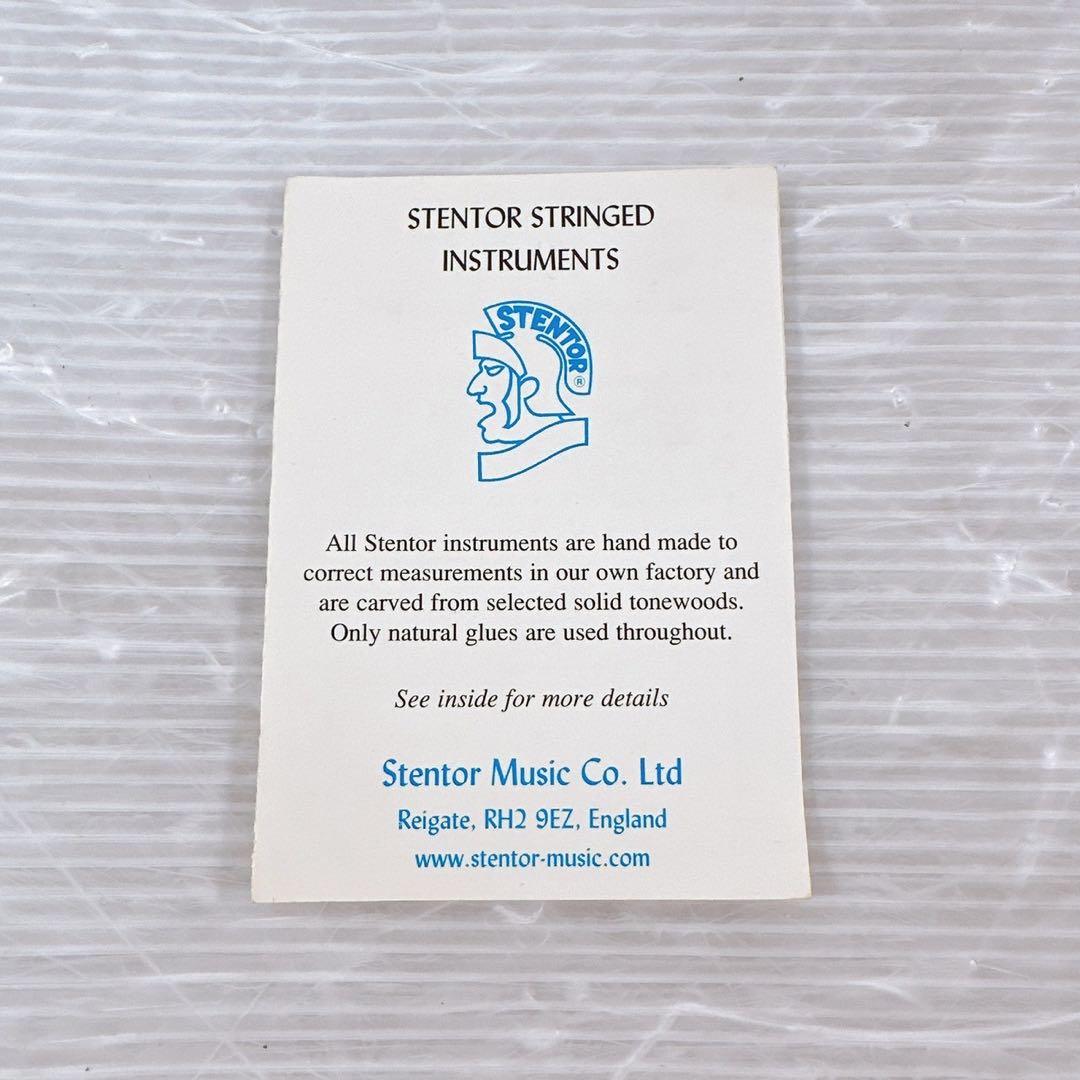 STENTOR STRINGED
INSTRUMENTS
STENTOR
®
All Stentor instruments are hand made to
correct measurements in our own factory and
are carved from selected solid tonewoods.
Only natural glues are used throughout.
See inside for more details
Stentor Music Co. Ltd
Reigate, RH2 9EZ, England
www.stentor-music.com